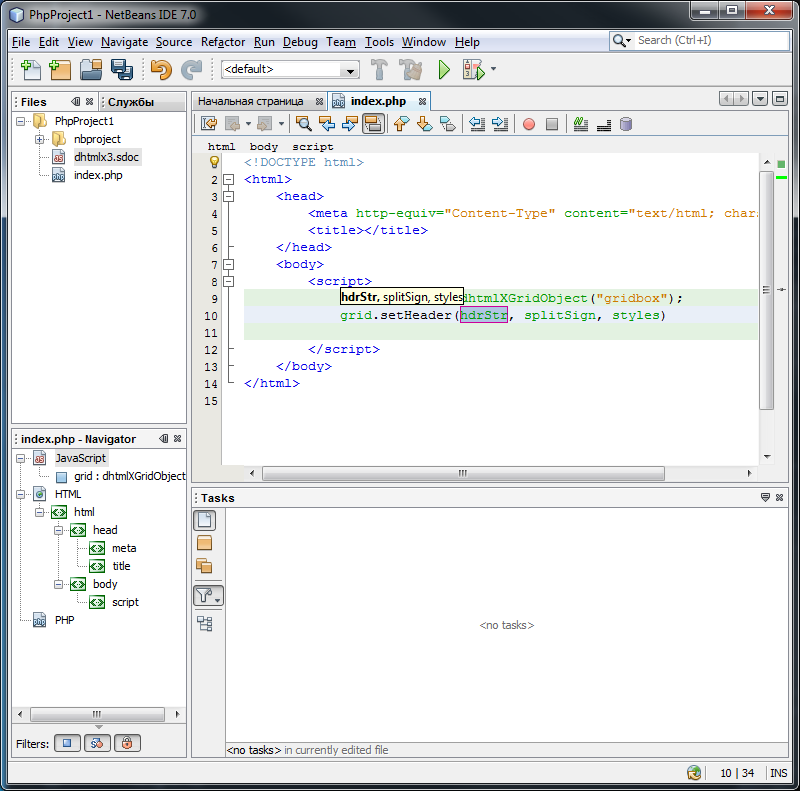 PhpProject1 - NetBeans IDE 7.0
File Edit View Navigate Source Refactor Run Debug Team Tools Window Help
Search (Ctrl+I)
<default>
Files
Службы
PhpProject1
nbproject
dhtmlx3.sdoc
index.php
Начальная страница
index.php
html body script
<!DOCTYPE html>
2 <html>
3 <head>
4 <meta http-equiv="Content-Type" content="text/html; char
5 <title></title>
6 </head>
7 <body>
8 <script>
hdrStr, splitSign, styles
9 dhtmlXGridObject("gridbox");
10 grid.setHeader(hdrStr, splitSign, styles)
11
12 </script>
13 </body>
14 </html>
15
index.php - Navigator
JavaScript
grid : dhtmlXGridObject
HTML
html
head
meta
title
body
script
PHP
Filters:
Tasks
<no tasks>
<no tasks> in currently edited file
10 | 34 INS